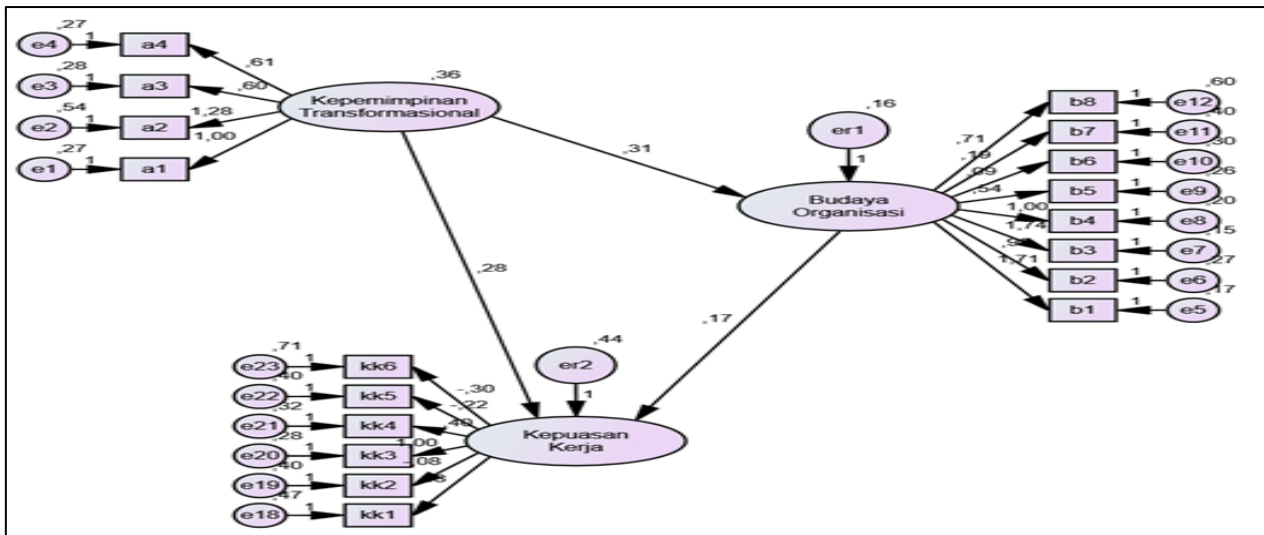 ,27
e4 1 a4
,28
e3 1 a3
,54
e2 1 a2
,27
e1 1 a1
,61
,60
1,28
1,00
,36
Kepemimpinan
Transformasional
,31
,28
,16
er1
1
Budaya
Organisasi
,17
,71
,19
,09
,54
1,00
1,74
1,71
,60
b8 1 e12
,40
b7 1 e11
,30
b6 1 e10
,26
b5 1 e9
,20
b4 1 e8
,15
b3 1 e7
,27
b2 1 e6
,17
b1 1 e5
,44
er2
1
Kepuasan
Kerja
,71
e23 1 kk6
,40
e22 1 kk5
,32
e21 1 kk4
,28
e20 1 kk3
,40
e19 1 kk2
,47
e18 1 kk1
-,30
-,22
1,00
-,08